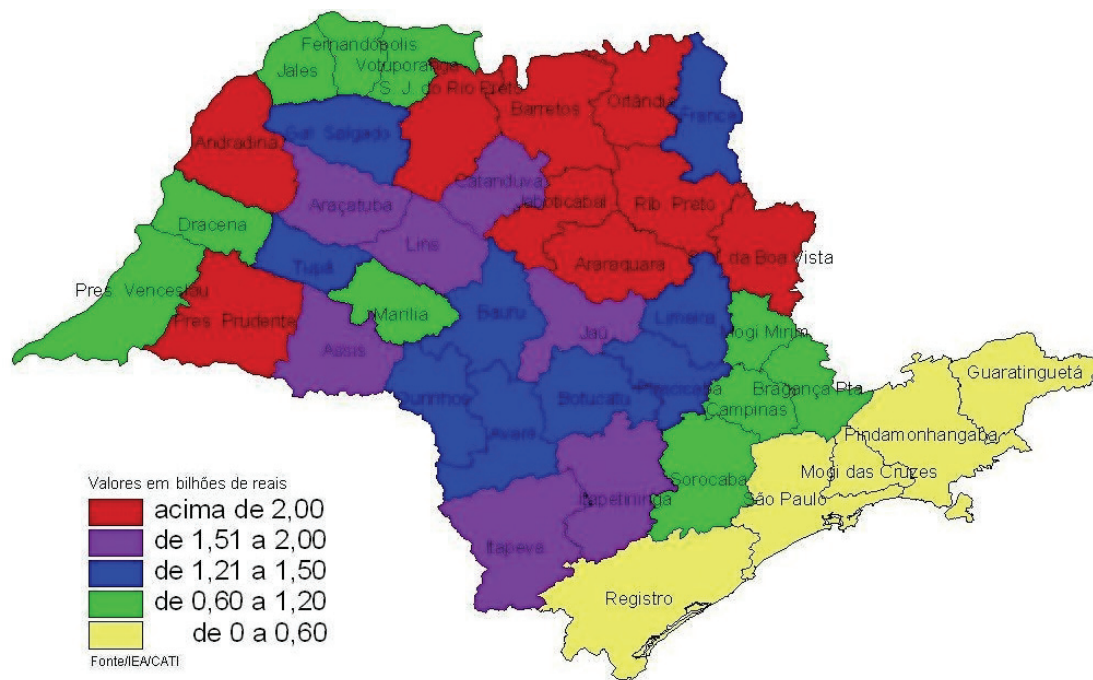 Fernandópolis
Jales
Votuporanga
S. J. do Rio Preto
Barretos
Orlândia
Franca
Andradina
Gal. Salgado
Catanduva
Jaboticabal
Rib. Preto
Araçatuba
Dracena
Lins
Araraquara
S. J. da Boa Vista
Tupã
Pres. Venceslau
Pres. Prudente
Marília
Bauru
Jaú
Limeira
Mogi Mirim
Assis
Ourinhos
Botucatu
Piracicaba
Bragança Pta
Campinas
Guaratinguetá
Avaré
Pindamonhangaba
Sorocaba
Mogi das Cruzes
Itapetininga
São Paulo
Itapeva
Registro
Valores em bilhões de reais
acima de 2,00
de 1,51 a 2,00
de 1,21 a 1,50
de 0,60 a 1,20
de 0 a 0,60
Fonte/IEA/CATI